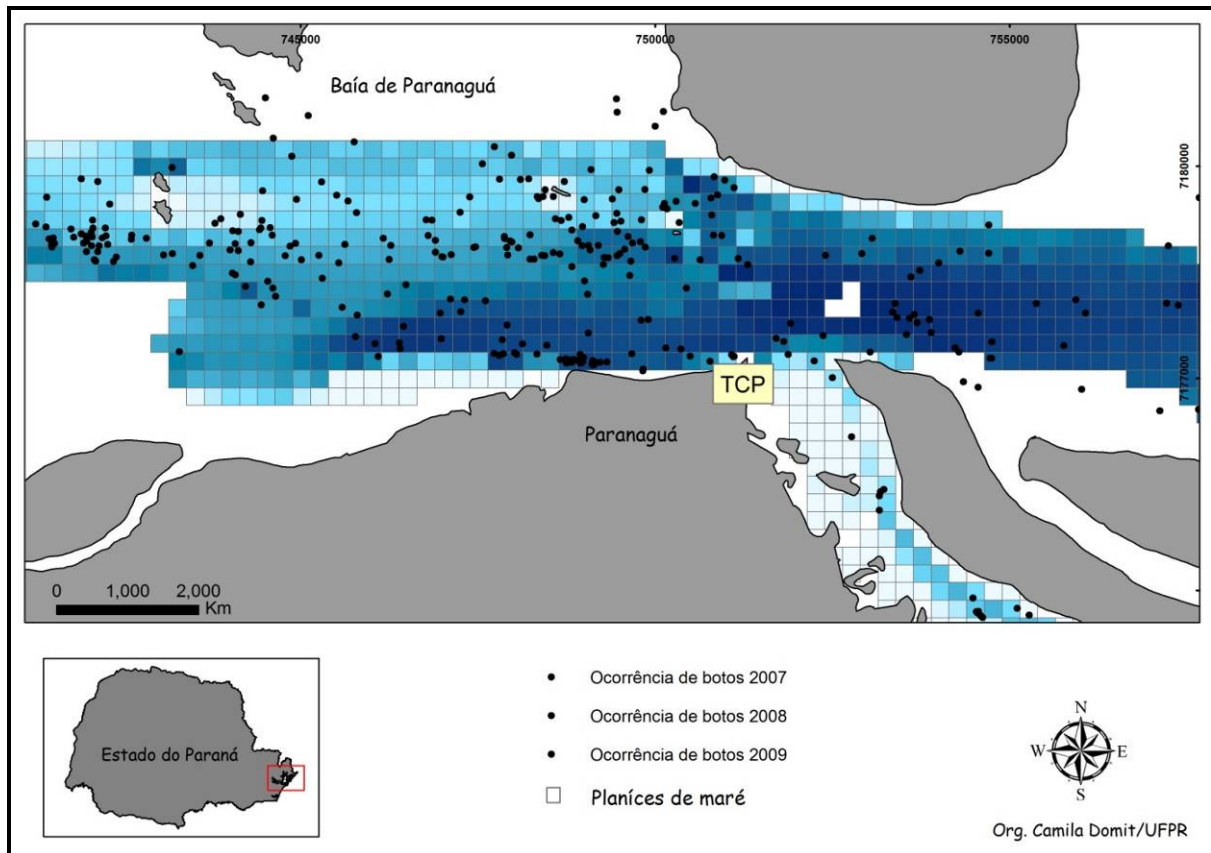 745000
750000
755000
Baía de Paranaguá
7180000
TCP
7177000
Paranaguá
0 1,000 2,000
Km
Estado do Paraná
Ocorrência de botos 2007
Ocorrência de botos 2008
Ocorrência de botos 2009
Planíces de maré
N
W E
S
Org. Camila Domit/UFPR